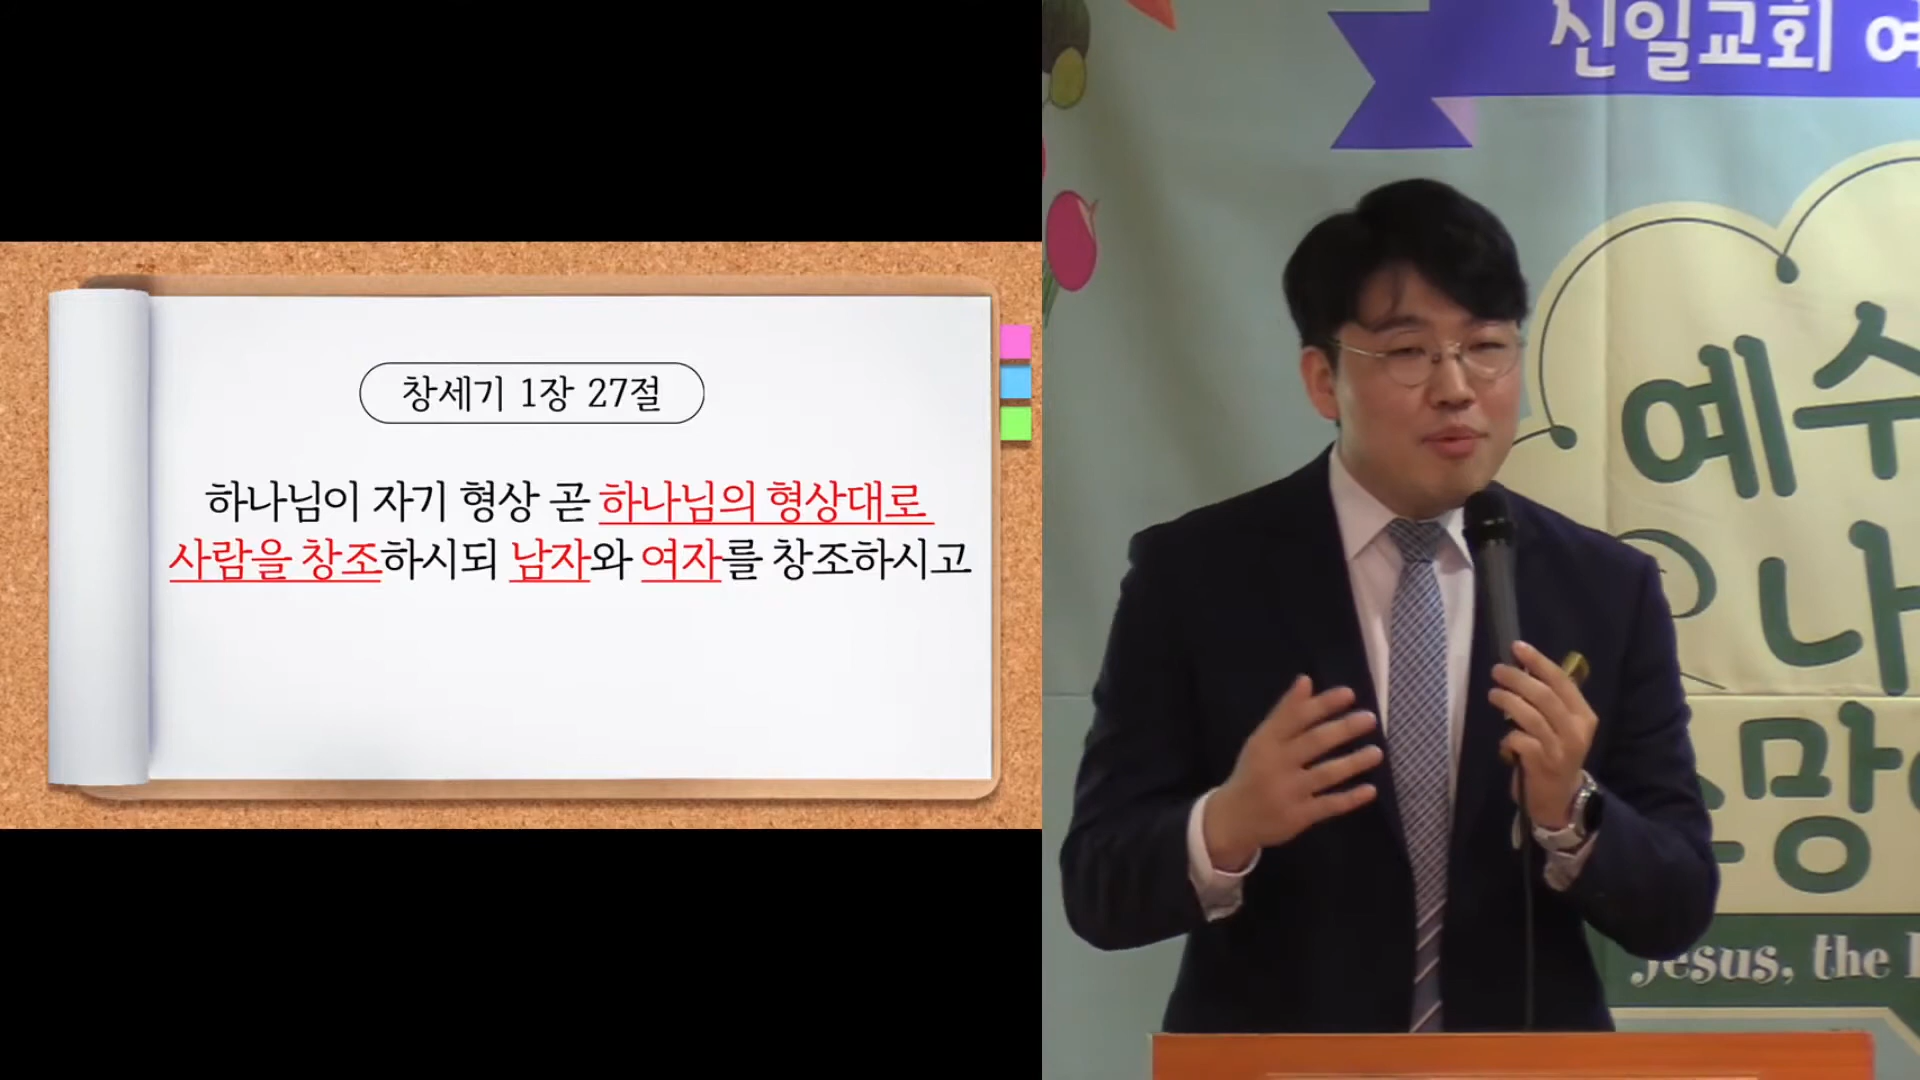 창세기 1장 27절
하나님이 자기 형상 곧 하나님의 형상대로
사람을 창조하시되 남자와 여자를 창조하시고
신일교회
예수
나
소망
Jesus, the